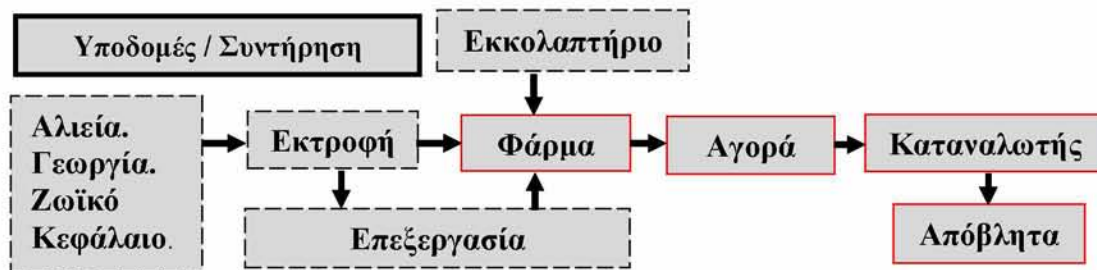 Υποδομές / Συντήρηση
Εκκολαπτήριο
Αλιεία.
Γεωργία.
Ζωϊκό
Κεφάλαιο.
Εκτροφή
Φάρμα
Αγορά
Καταναλωτής
Επεξεργασία
Απόβλητα